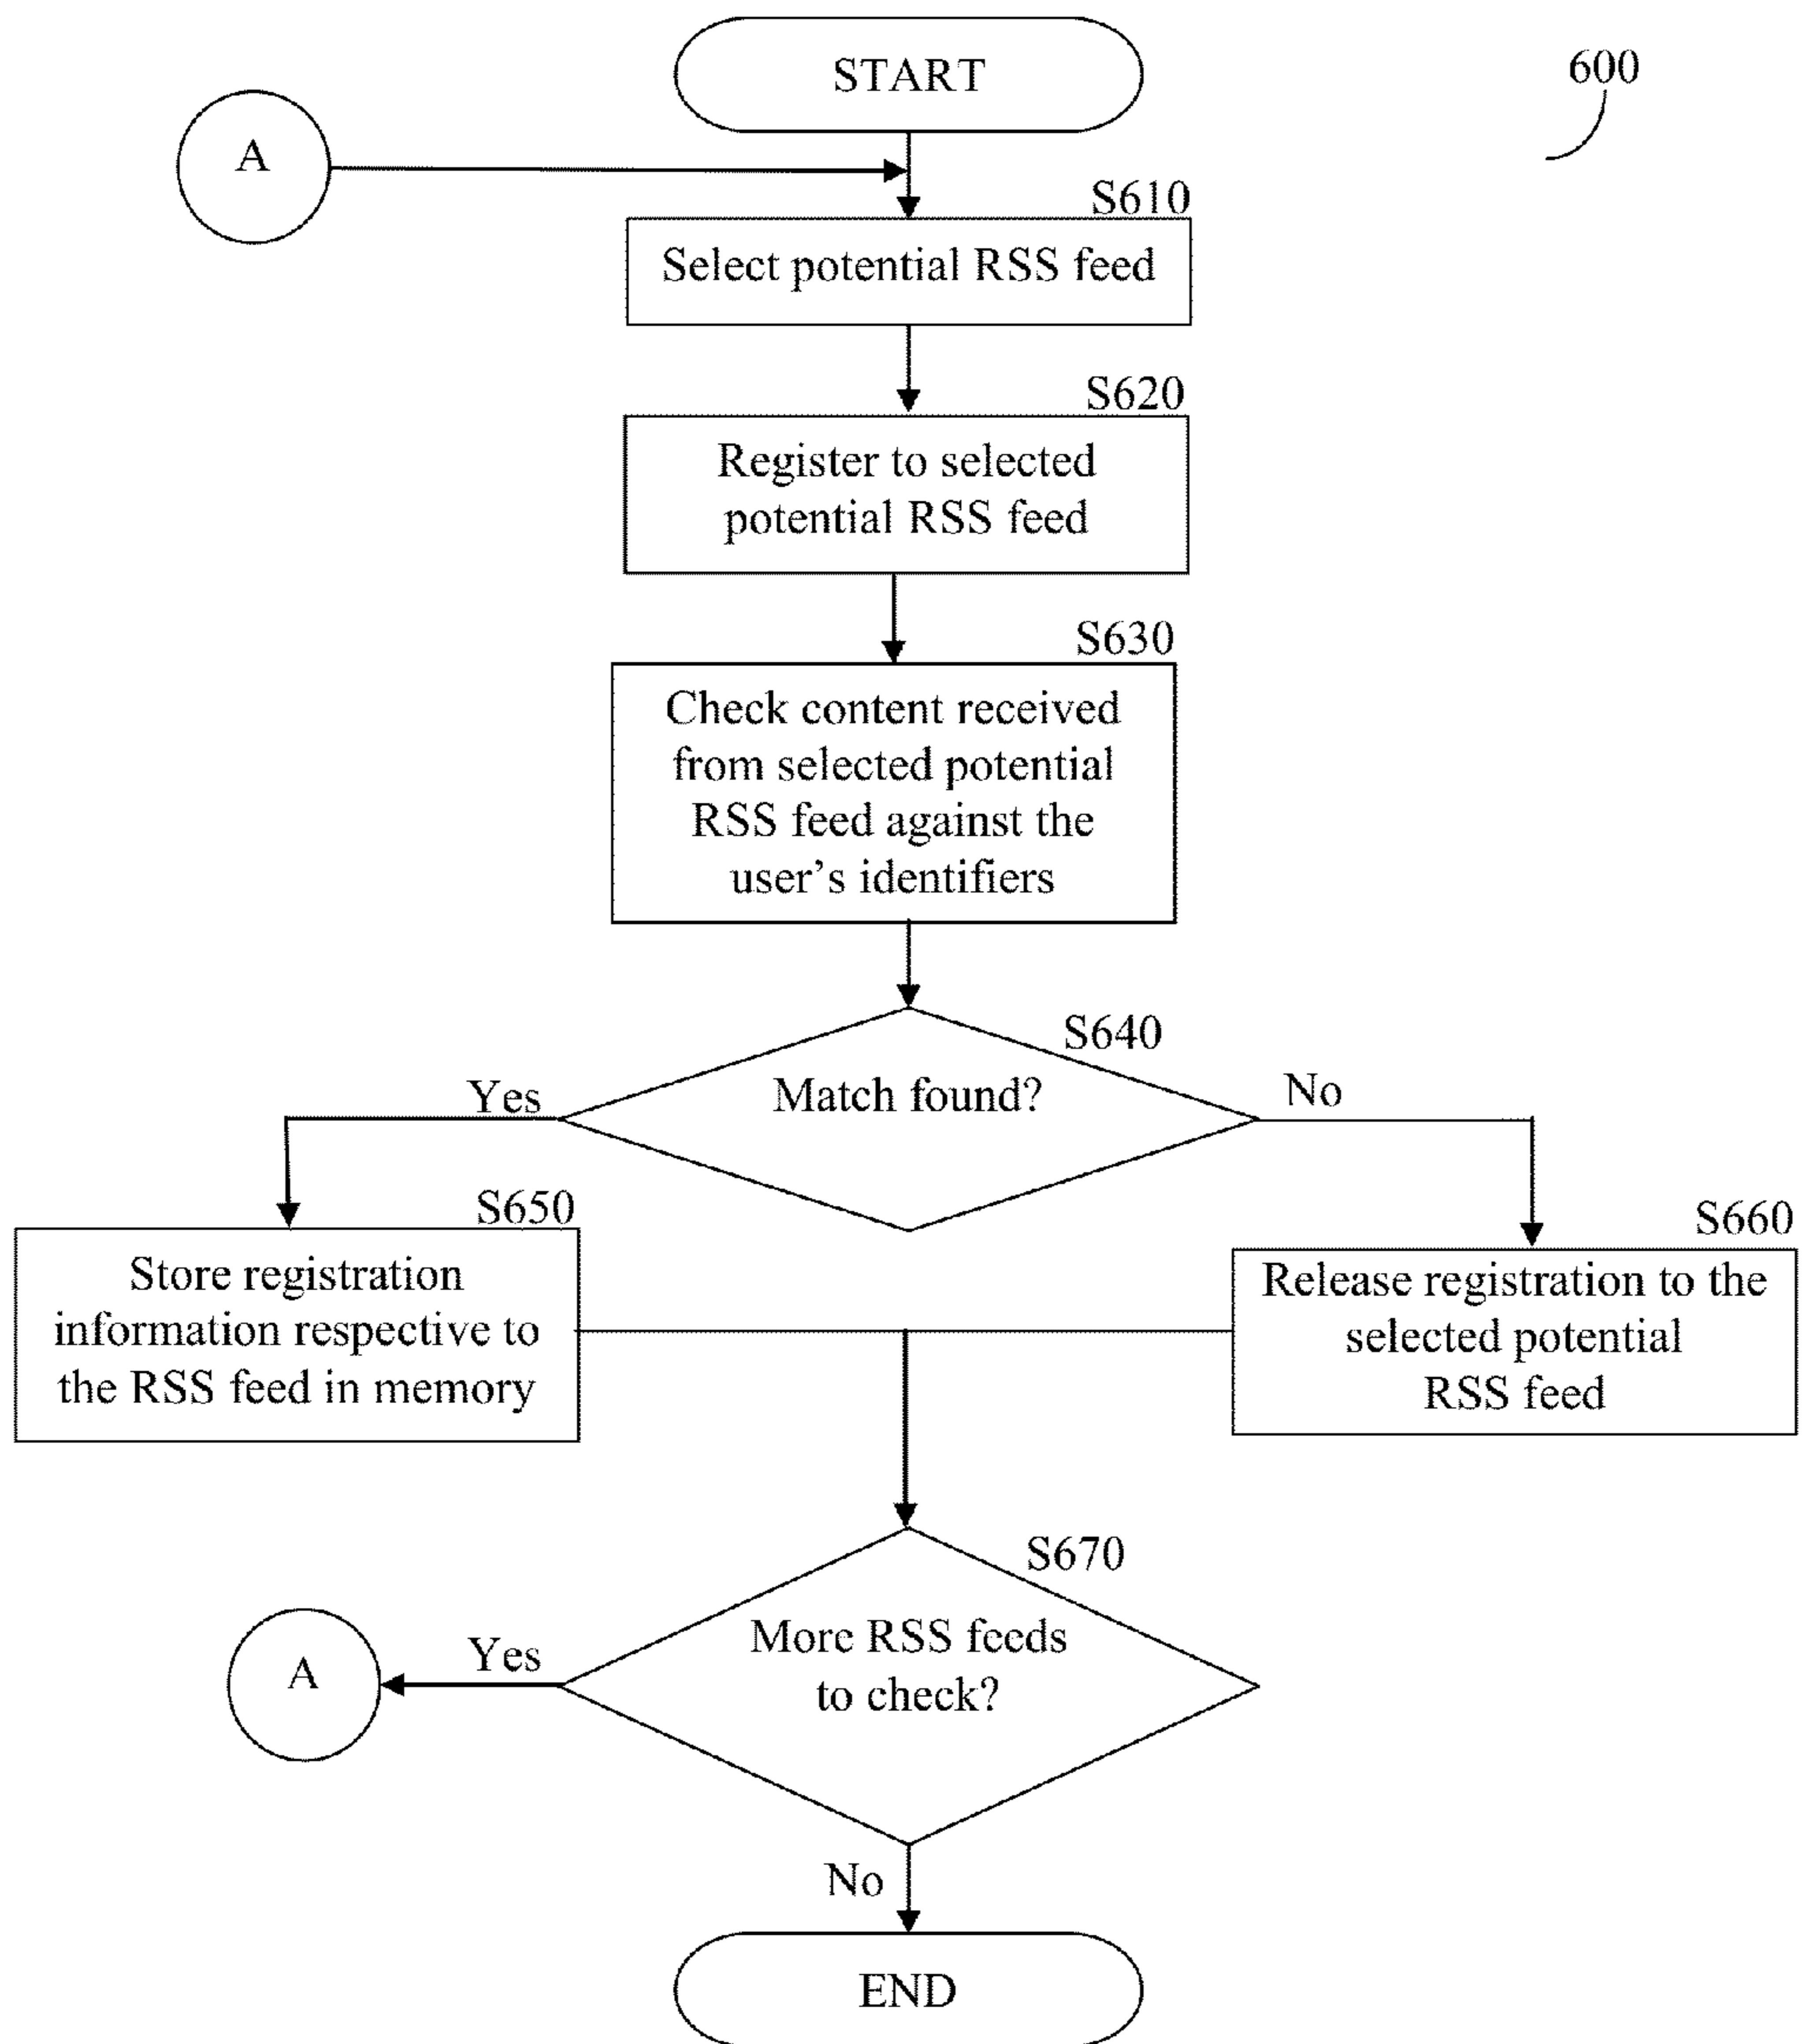 START
600
A
S610
Select potential RSS feed
S620
Register to selected
potential RSS feed
S630
Check content received
from selected potential
RSS feed against the
user's identifiers
S640
Match found?
Yes
No
S650
Store registration
information respective to
the RSS feed in memory
S660
Release registration to the
selected potential
RSS feed
S670
More RSS feeds
to check?
Yes
A
No
END